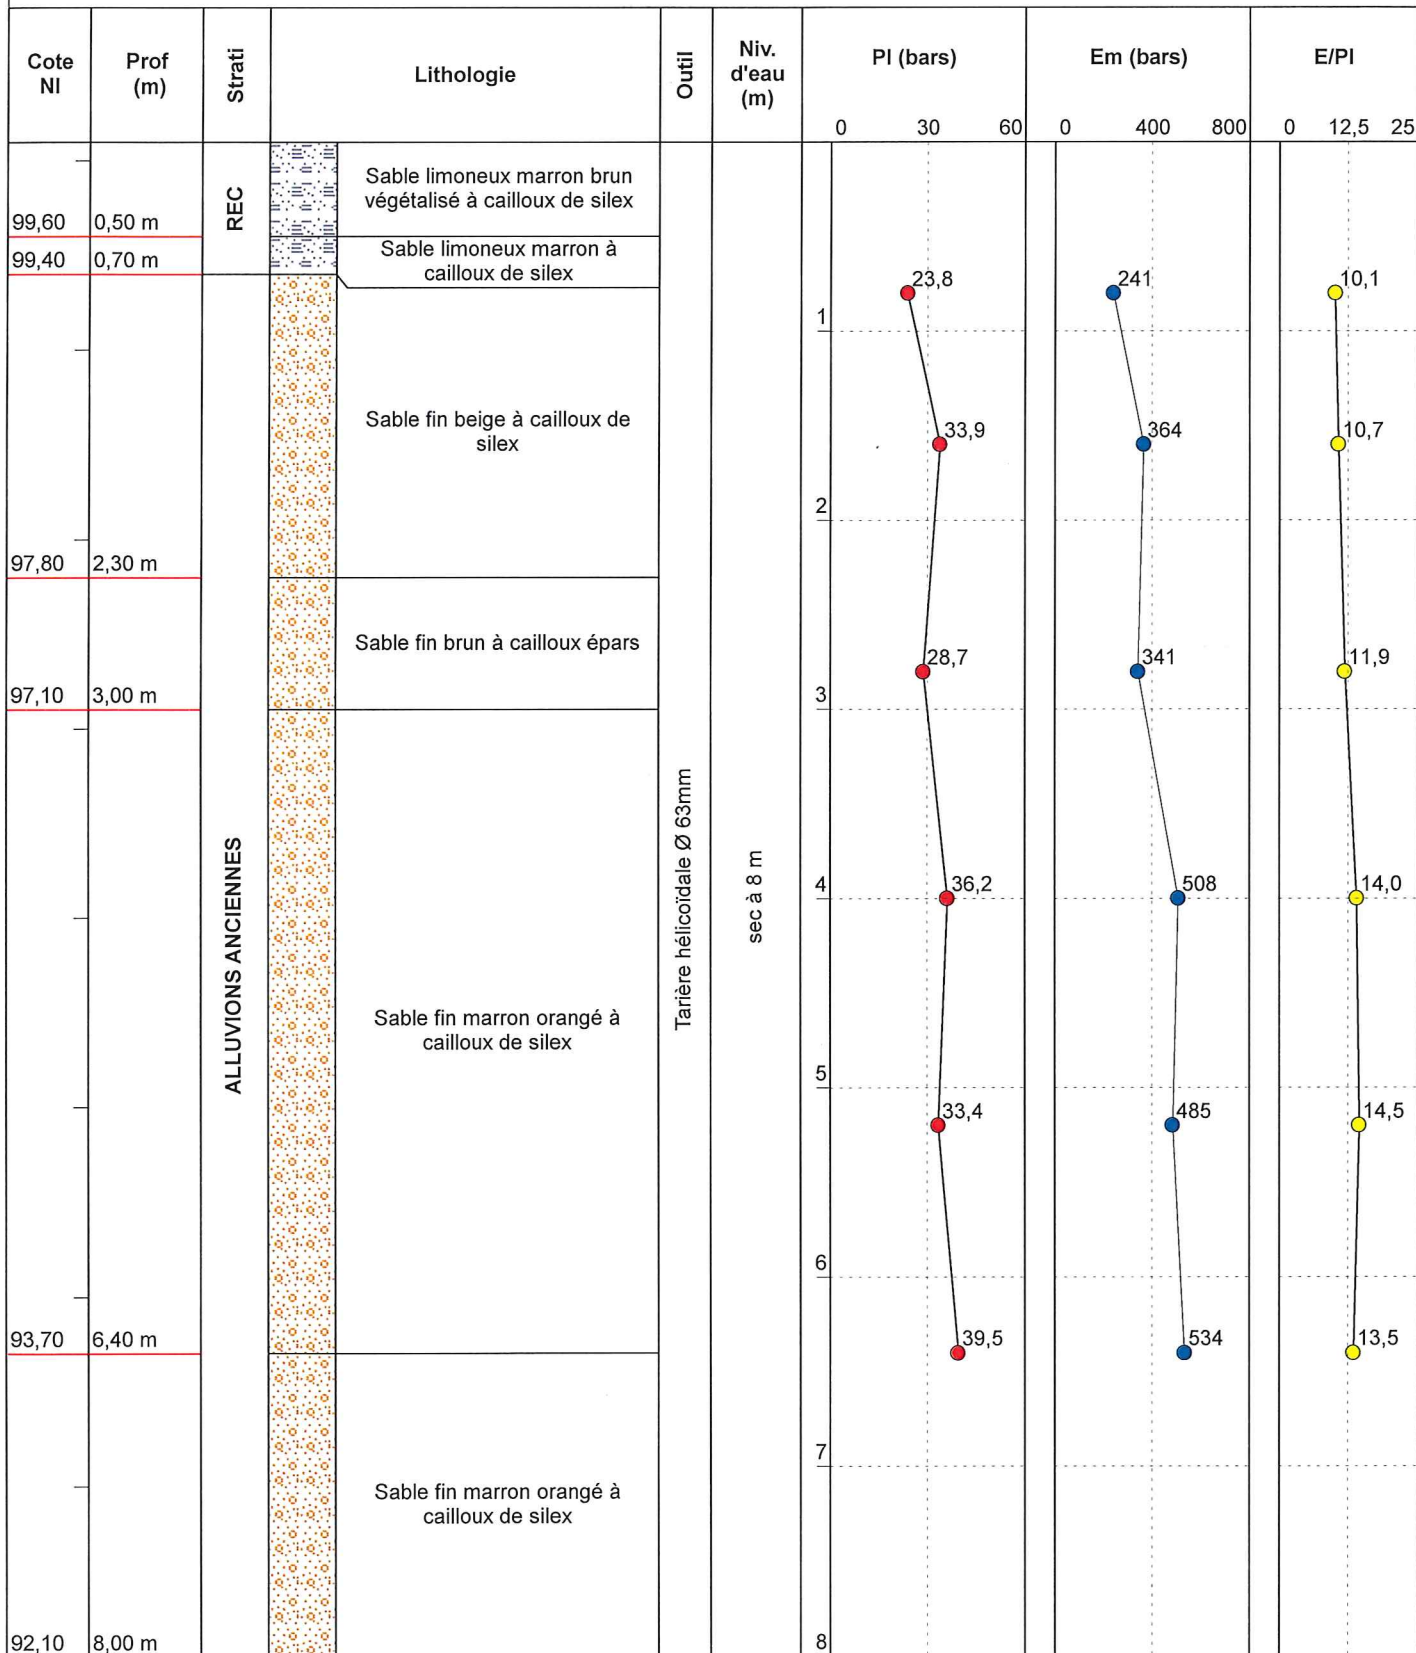 Cote
NI
Prof
(m)
Strati
Lithologie
Outil
Niv.
d'eau
(m)
Pl (bars)
Em (bars)
E/Pl
0 30 60
0 400 800
0 12,5 25
REC
Sable limoneux marron brun
végétalisé à cailloux de silex
99,60 0,50 m
Sable limoneux marron à
cailloux de silex
99,40 0,70 m
23,8 241 10,1
1
Sable fin beige à cailloux de
silex
33,9 364 10,7
2
97,80 2,30 m
Sable fin brun à cailloux épars
28,7 341 11,9
97,10 3,00 m
3
ALLUVIONS ANCIENNES
Tarière hélicoïdale Ø 63mm
sec à 8 m
4
36,2 508 14,0
Sable fin marron orangé à
cailloux de silex
5
33,4 485 14,5
6
93,70 6,40 m
39,5 534 13,5
7
Sable fin marron orangé à
cailloux de silex
92,10 8,00 m
8